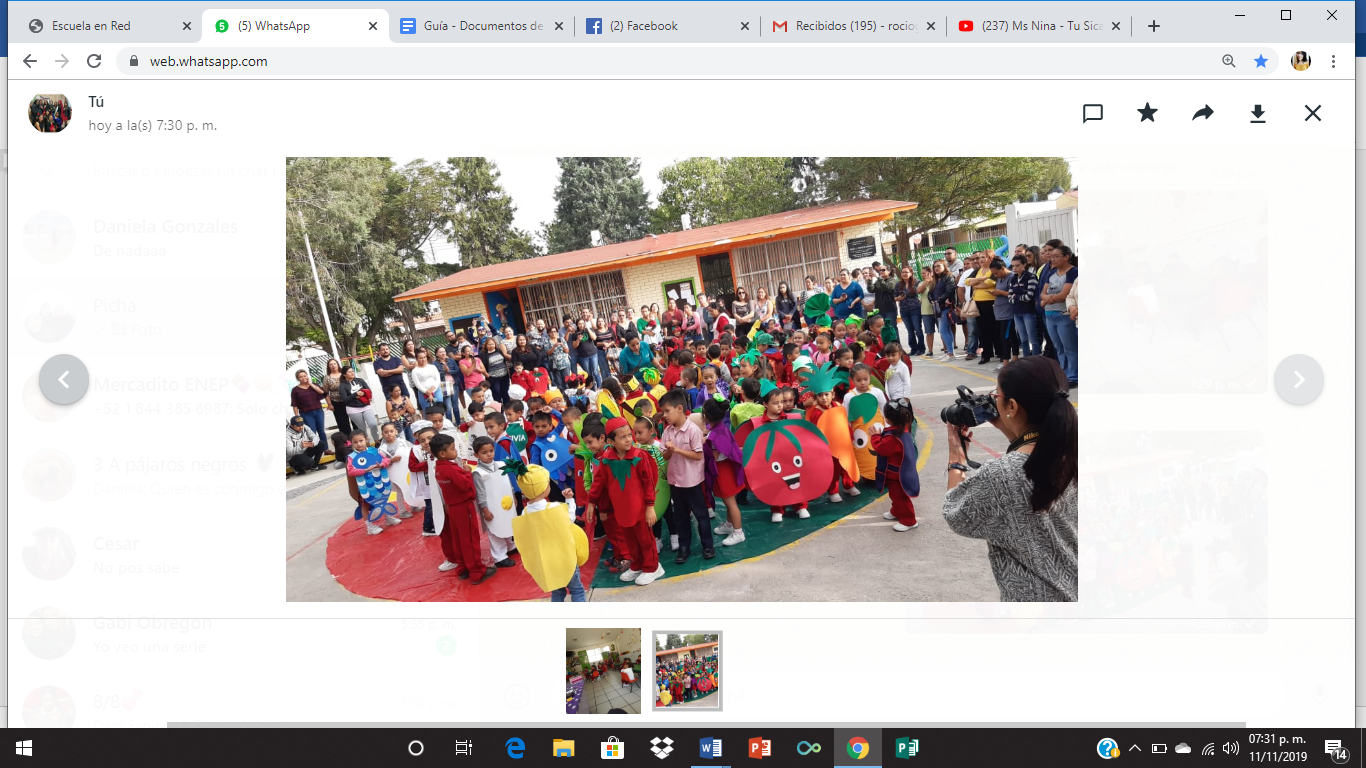 Escuela en Red
(5) WhatsApp
Guía - Documentos de
(2) Facebook
Recibidos (195) - rocio
(237) Ms Nina - Tu Sica
web.whatsapp.com
Tú
hoy a la(s) 7:30 p. m.
Daniela Gonzales
De nadaaa
Picha
Foto
Mercadito ENEP
+52 1 844 385 6987: Solo
3 A pájaros negros
Cesar
No pos sabe
Gabi Obregon
Yo veo una serie
8/8
Nikon
07:31 p. m.
11/11/2019
14